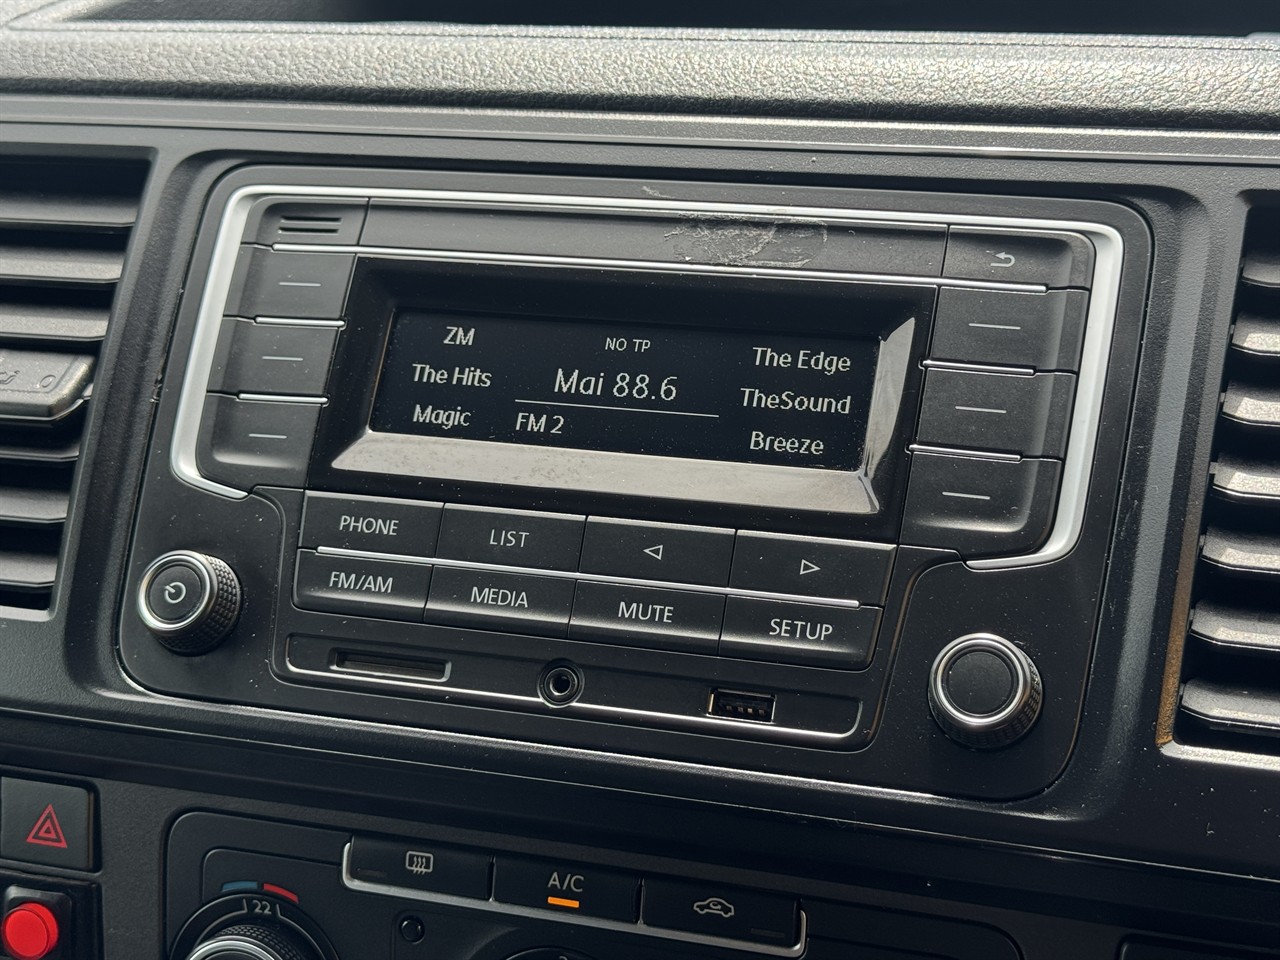 ZM
The Hits
Magic
NO TP
Mai 88.6
FM 2
The Edge
TheSound
Breeze
PHONE
LIST
FM/AM
MEDIA
MUTE
SETUP
22
A/C